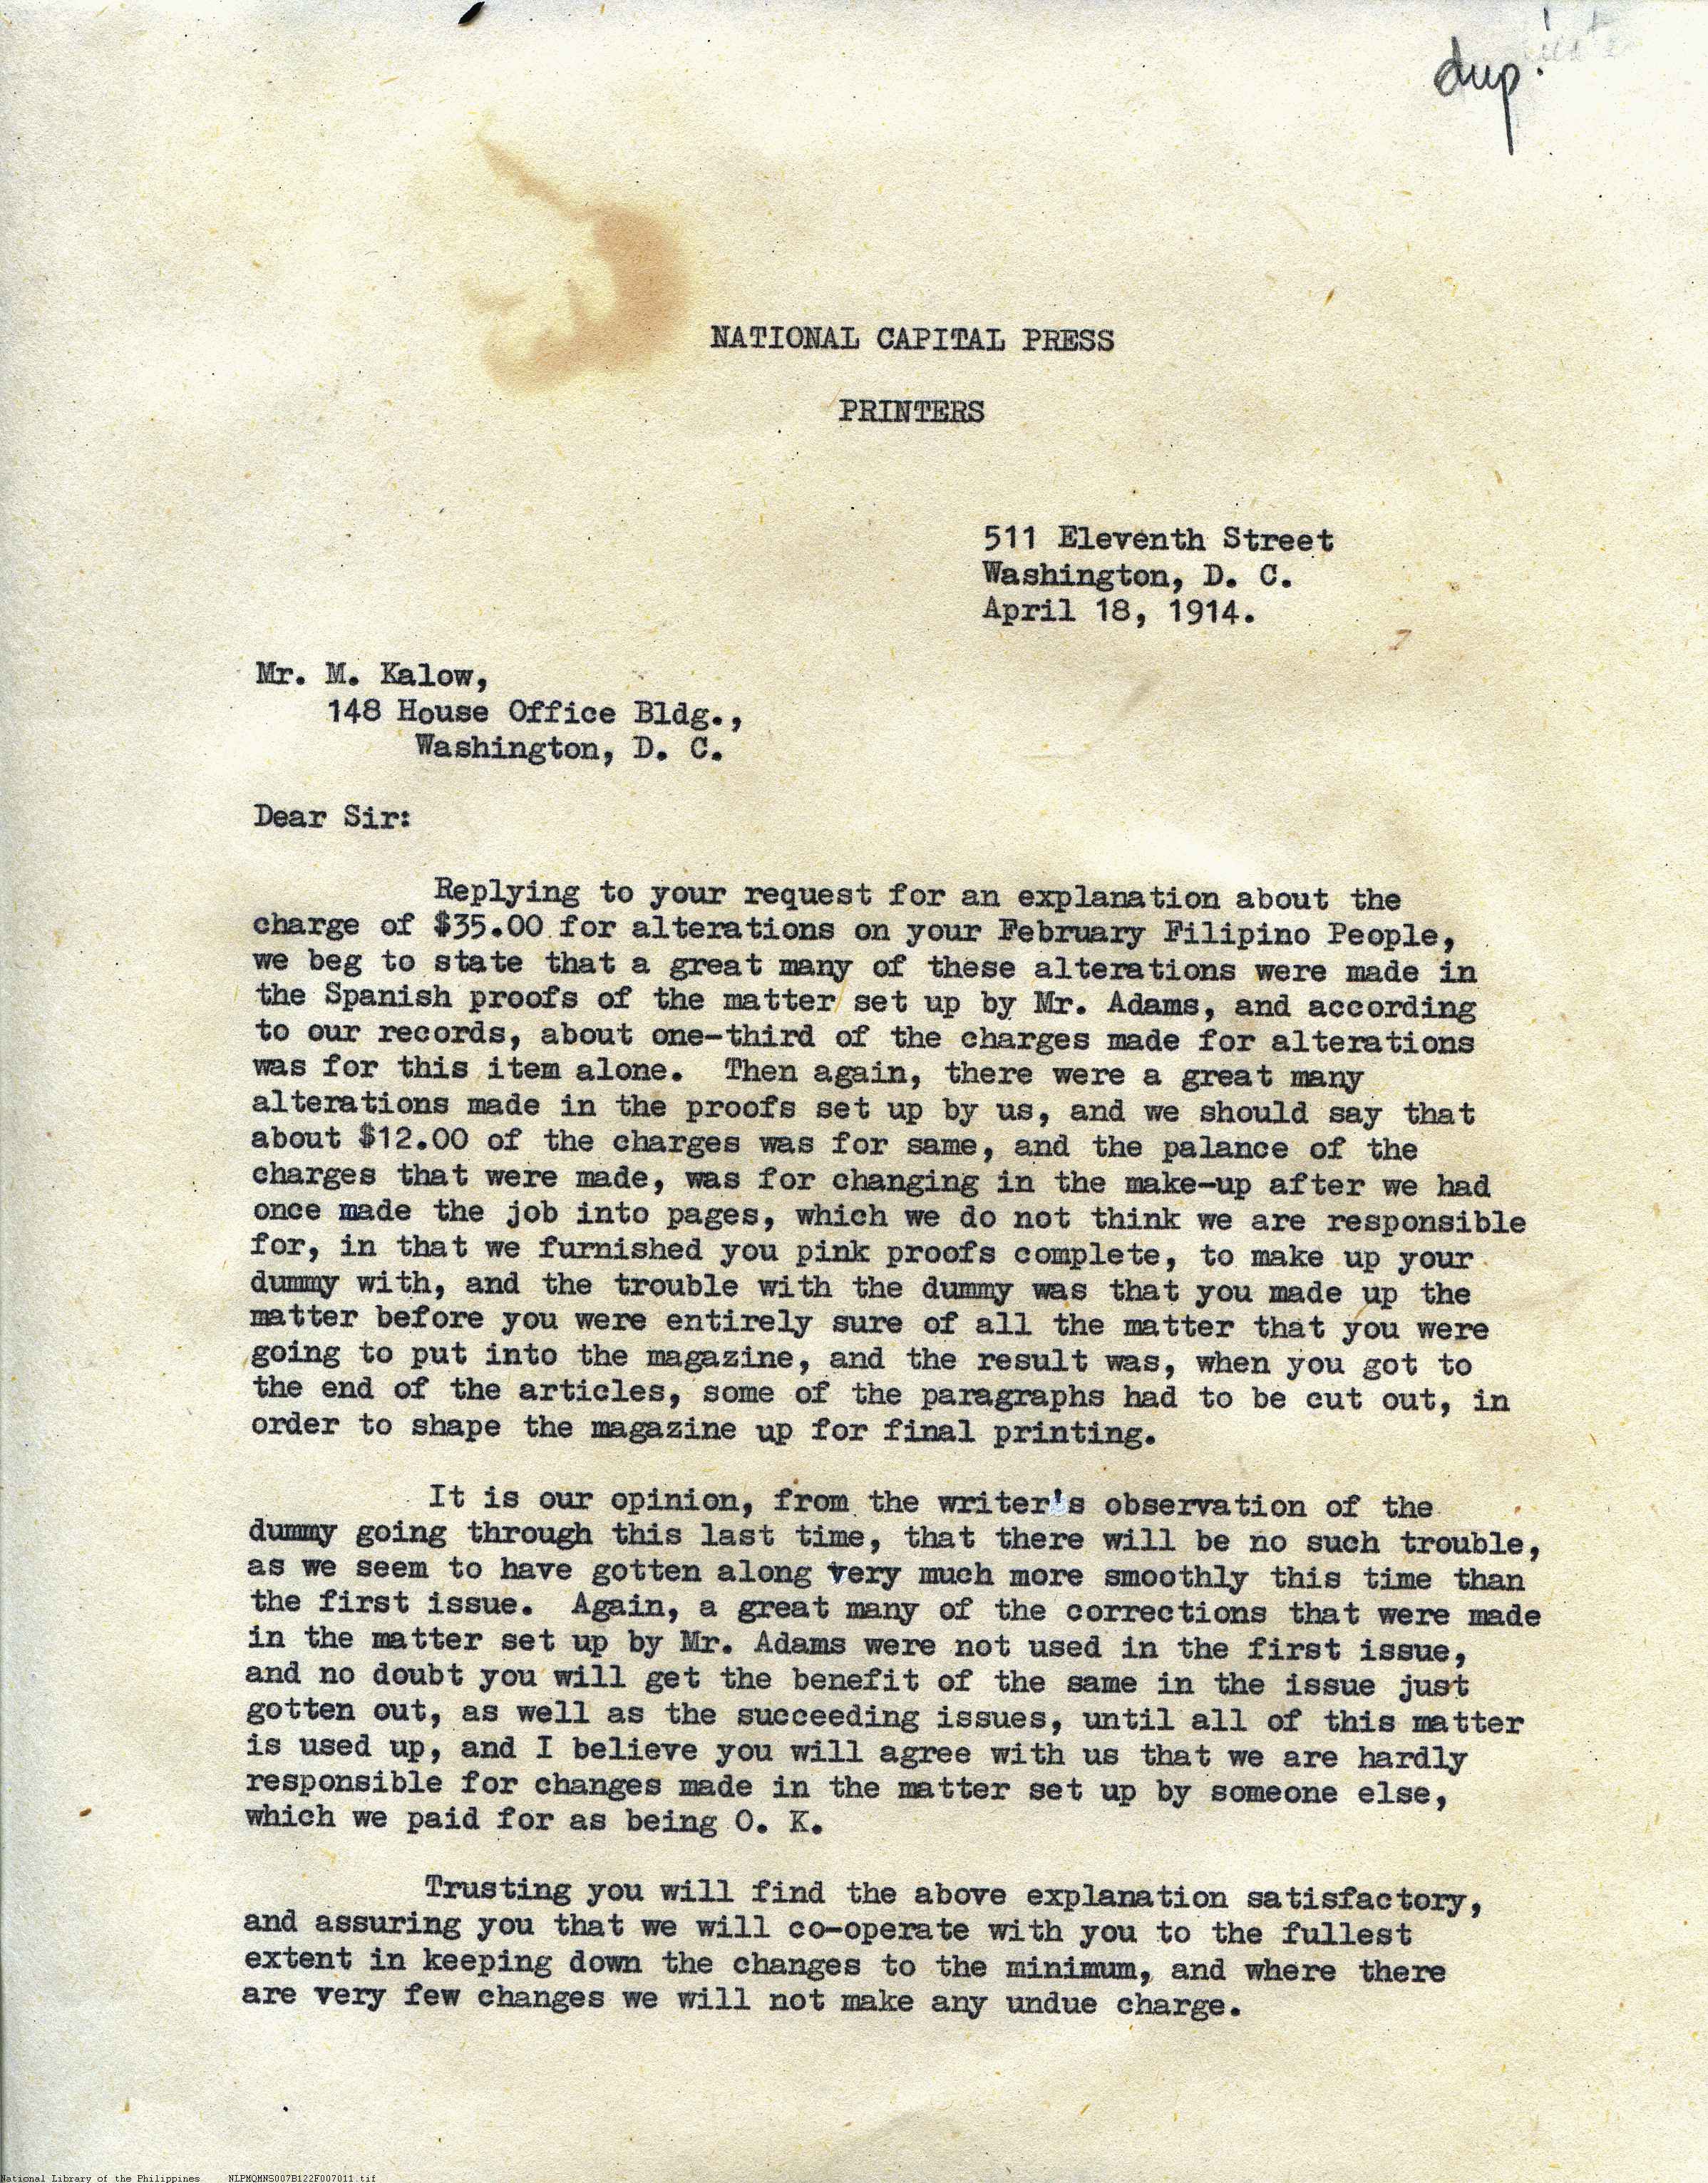 dup.
NATIONAL CAPITAL PRESS
PRINTERS
511 Eleventh Street
Washington, D. C.
April 18, 1914.
Mr. M. Kalow,
148 House Office Bldg.,
Washington, D. C.
Dear Sir:
Replying to your request for an explanation about the
charge of $35.00 for alterations on your February Filipino People,
we beg to state that a great many of these alterations were made in
the Spanish proofs of the matter set up by Mr. Adams, and according
to our records, about one-third of the charges made for alterations
was for this item alone. Then again, there were a great many
alterations made in the proofs set up by us, and we should say that
about $12.00 of the charges was for same, and the palance of the
charges that were made, was for changing in the make-up after we had
once made the job into pages, which we do not think we are responsible
for, in that we furnished you pink proofs complete, to make up your
dummy with, and the trouble with the dummy was that you made up the
matter before you were entirely sure of all the matter that you were
going to put into the magazine, and the result was, when you got to
the end of the articles, some of the paragraphs had to be cut out, in
order to shape the magazine up for final printing.
It is our opinion, from the writer's observation of the
dummy going through this last time, that there will be no such trouble,
as we seem to have gotten along very much more smoothly this time than
the first issue. Again, a great many of the corrections that were made
in the matter set up by Mr. Adams were not used in the first issue,
and no doubt you will get the benefit of the same in the issue just
gotten out, as well as the succeeding issues, until all of this matter
is used up, and I believe you will agree with us that we are hardly
responsible for changes made in the matter set up by someone else,
which we paid for as being O. K.
Trusting you will find the above explanation satisfactory,
and assuring you that we will co-operate with you to the fullest
extent in keeping down the changes to the minimum, and where there
are very few changes we will not make any undue charge.
National Library of the Philippines NLPMQMNS007B122F007011.tif